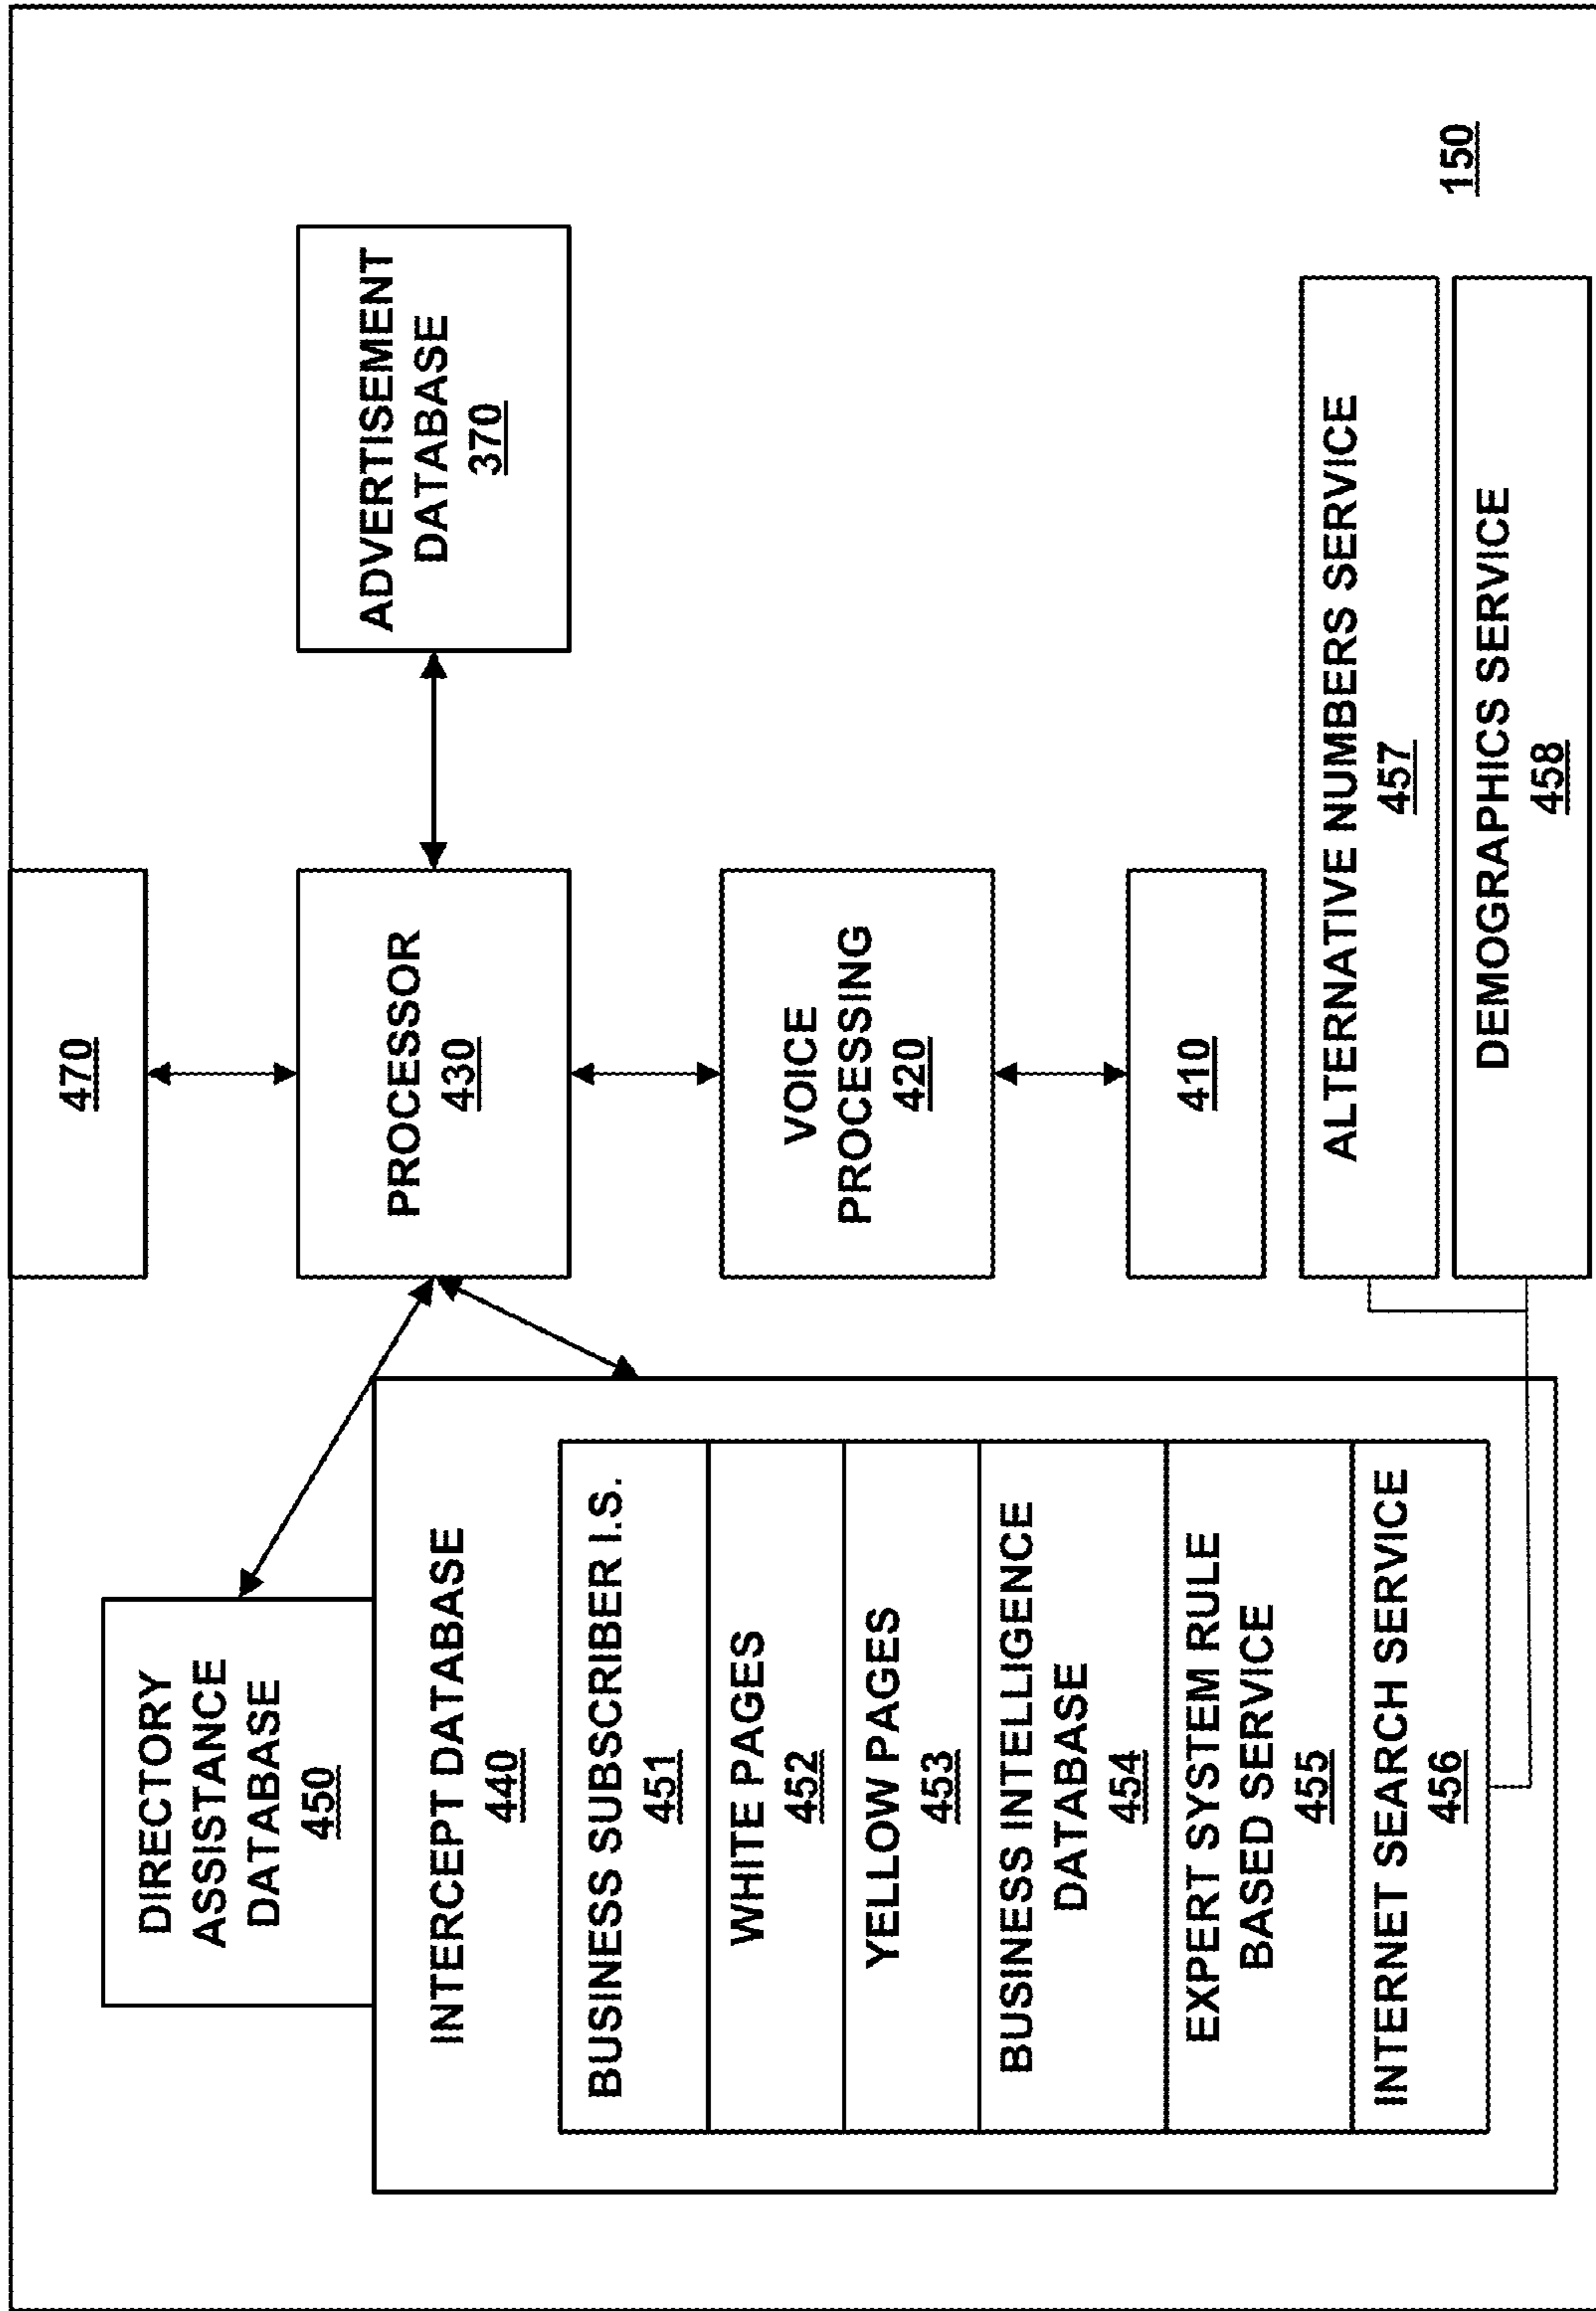 470
DIRECTORY
ASSISTANCE
DATABASE
450
PROCESSOR
430
ADVERTISEMENT
DATABASE
370
INTERCEPT DATABASE
440
BUSINESS SUBSCRIBER I.S.
451
WHITE PAGES
452
YELLOW PAGES
453
BUSINESS INTELLIGENCE
DATABASE
454
EXPERT SYSTEM RULE
BASED SERVICE
455
INTERNET SEARCH SERVICE
456
VOICE
PROCESSING
420
410
ALTERNATIVE NUMBERS SERVICE
457
DEMOGRAPHICS SERVICE
458
150